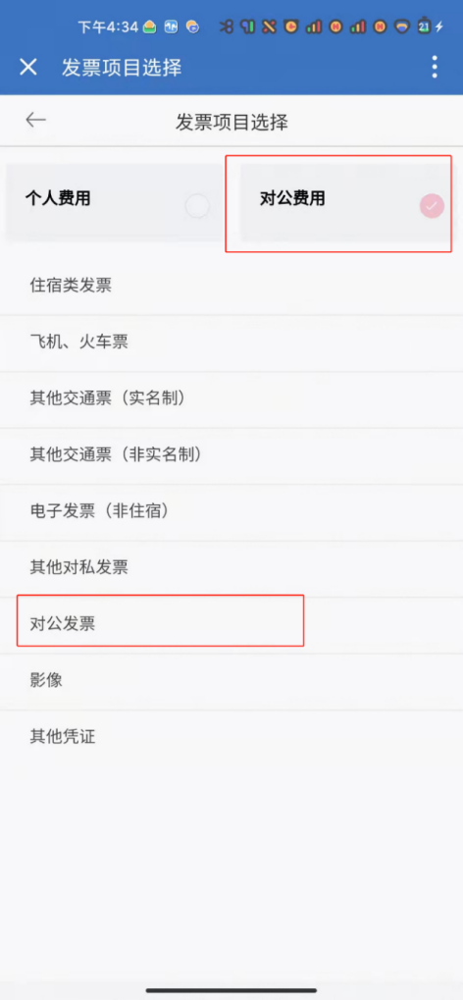 下午4:34 21
发票项目选择
发票项目选择
个人费用 对公费用
住宿类发票
飞机、火车票
其他交通票（实名制）
其他交通票（非实名制）
电子发票（非住宿）
其他对私发票
对公发票
影像
其他凭证